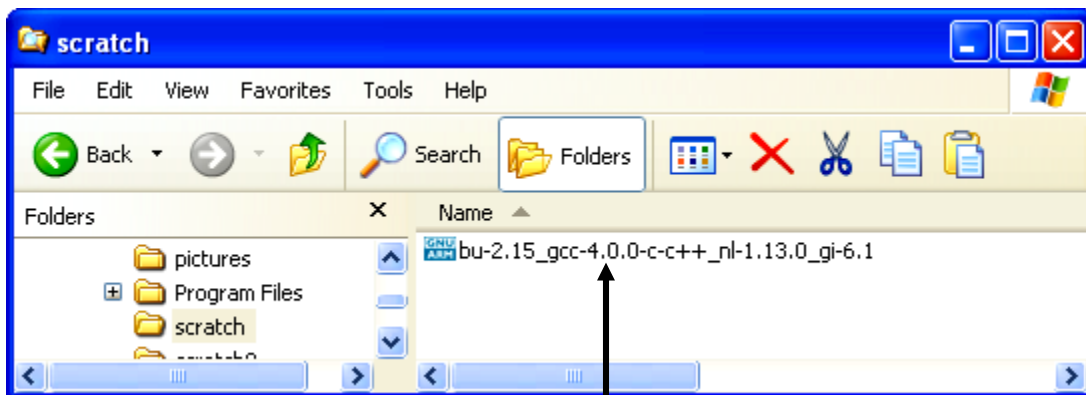 scratch
File Edit View Favorites Tools Help
Back Search Folders
Folders
Name
pictures
Program Files
scratch
GNU
ARM
bu-2.15_gcc-4.0.0-c-c++_nl-1.13.0_gi-6.1